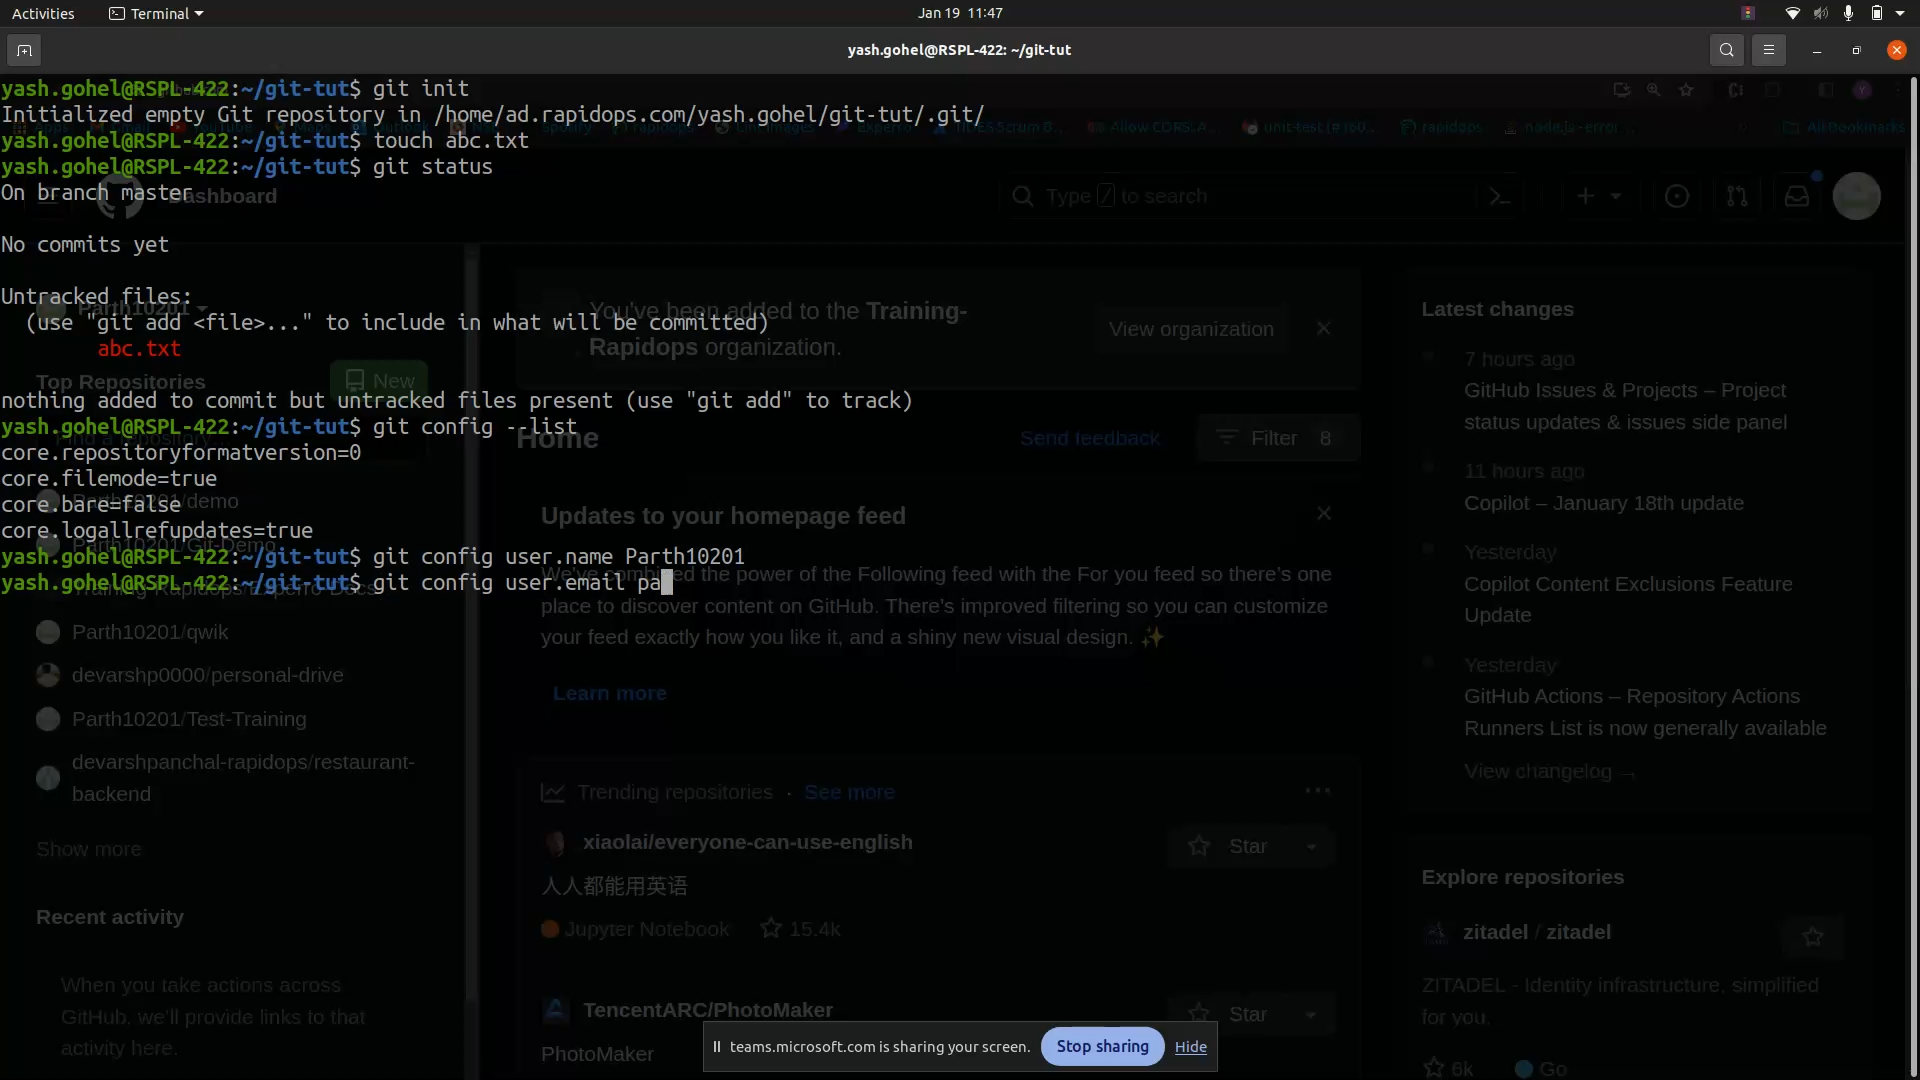 Activities
Terminal
Jan 19 11:47
yash.gohel@RSPL-422: ~/git-tut
yash.gohel@RSPL-422:~/git-tut$ git init
Initialized empty Git repository in /home/ad.rapidops.com/yash.gohel/git-tut/.git/
yash.gohel@RSPL-422:~/git-tut$ touch abc.txt
yash.gohel@RSPL-422:~/git-tut$ git status
On branch master
No commits yet
Untracked files:
(use "git add <file>..." to include in what will be committed)
abc.txt
nothing added to commit but untracked files present (use "git add" to track)
yash.gohel@RSPL-422:~/git-tut$ git config --list
core.repositoryformatversion=0
core.filemode=true
core.bare=false
core.logallrefupdates=true
yash.gohel@RSPL-422:~/git-tut$ git config user.name Parth10201
yash.gohel@RSPL-422:~/git-tut$ git config user.email pa
Dashboard
Type / to search
Parth10201
Top Repositories
New
Parth10201/demo
Parth10201/Git-Demo
Training-Rapidops/Experro-Docs
Parth10201/qwik
devarshp0000/personal-drive
Parth10201/Test-Training
devarshpanchal-rapidops/restaurant-
backend
Show more
Recent activity
When you take actions across
GitHub, we'll provide links to that
activity here.
You've been added to the Training-
Rapidops organization.
View organization
Home
Send feedback
Filter 8
Updates to your homepage feed
We've combined the power of the Following feed with the For you feed so there's one
place to discover content on GitHub. There's improved filtering so you can customize
your feed exactly how you like it, and a shiny new visual design. ✨
Learn more
Trending repositories · See more
xiaolai/everyone-can-use-english
Star
人人都能用英语
Jupyter Notebook 15.4k
TencentARC/PhotoMaker
Star
PhotoMaker
Latest changes
7 hours ago
GitHub Issues & Projects – Project
status updates & issues side panel
11 hours ago
Copilot – January 18th update
Yesterday
Copilot Content Exclusions Feature
Update
Yesterday
GitHub Actions – Repository Actions
Runners List is now generally available
View changelog →
Explore repositories
zitadel / zitadel
ZITADEL - Identity infrastructure, simplified
for you.
6k Go
teams.microsoft.com is sharing your screen.
Stop sharing
Hide